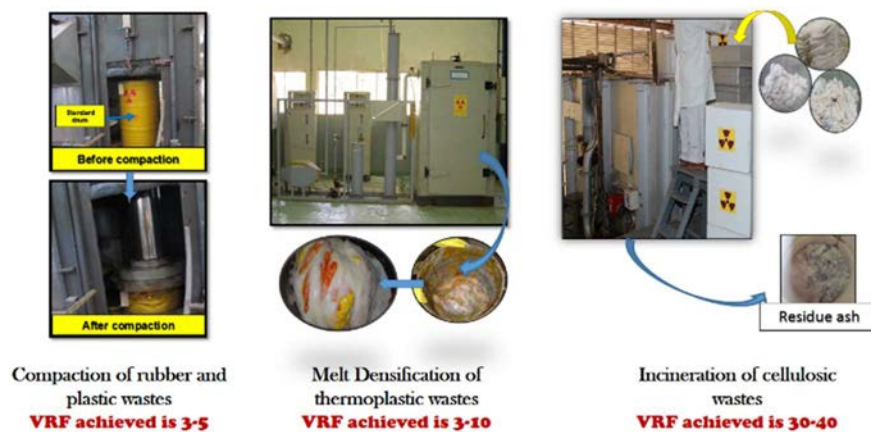 Standard
drum
Before compaction
After compaction
Residue ash
Compaction of rubber and
plastic wastes
VRF achieved is 3-5
Melt Densification of
thermoplastic wastes
VRF achieved is 3-10
Incineration of cellulosic
wastes
VRF achieved is 30-40